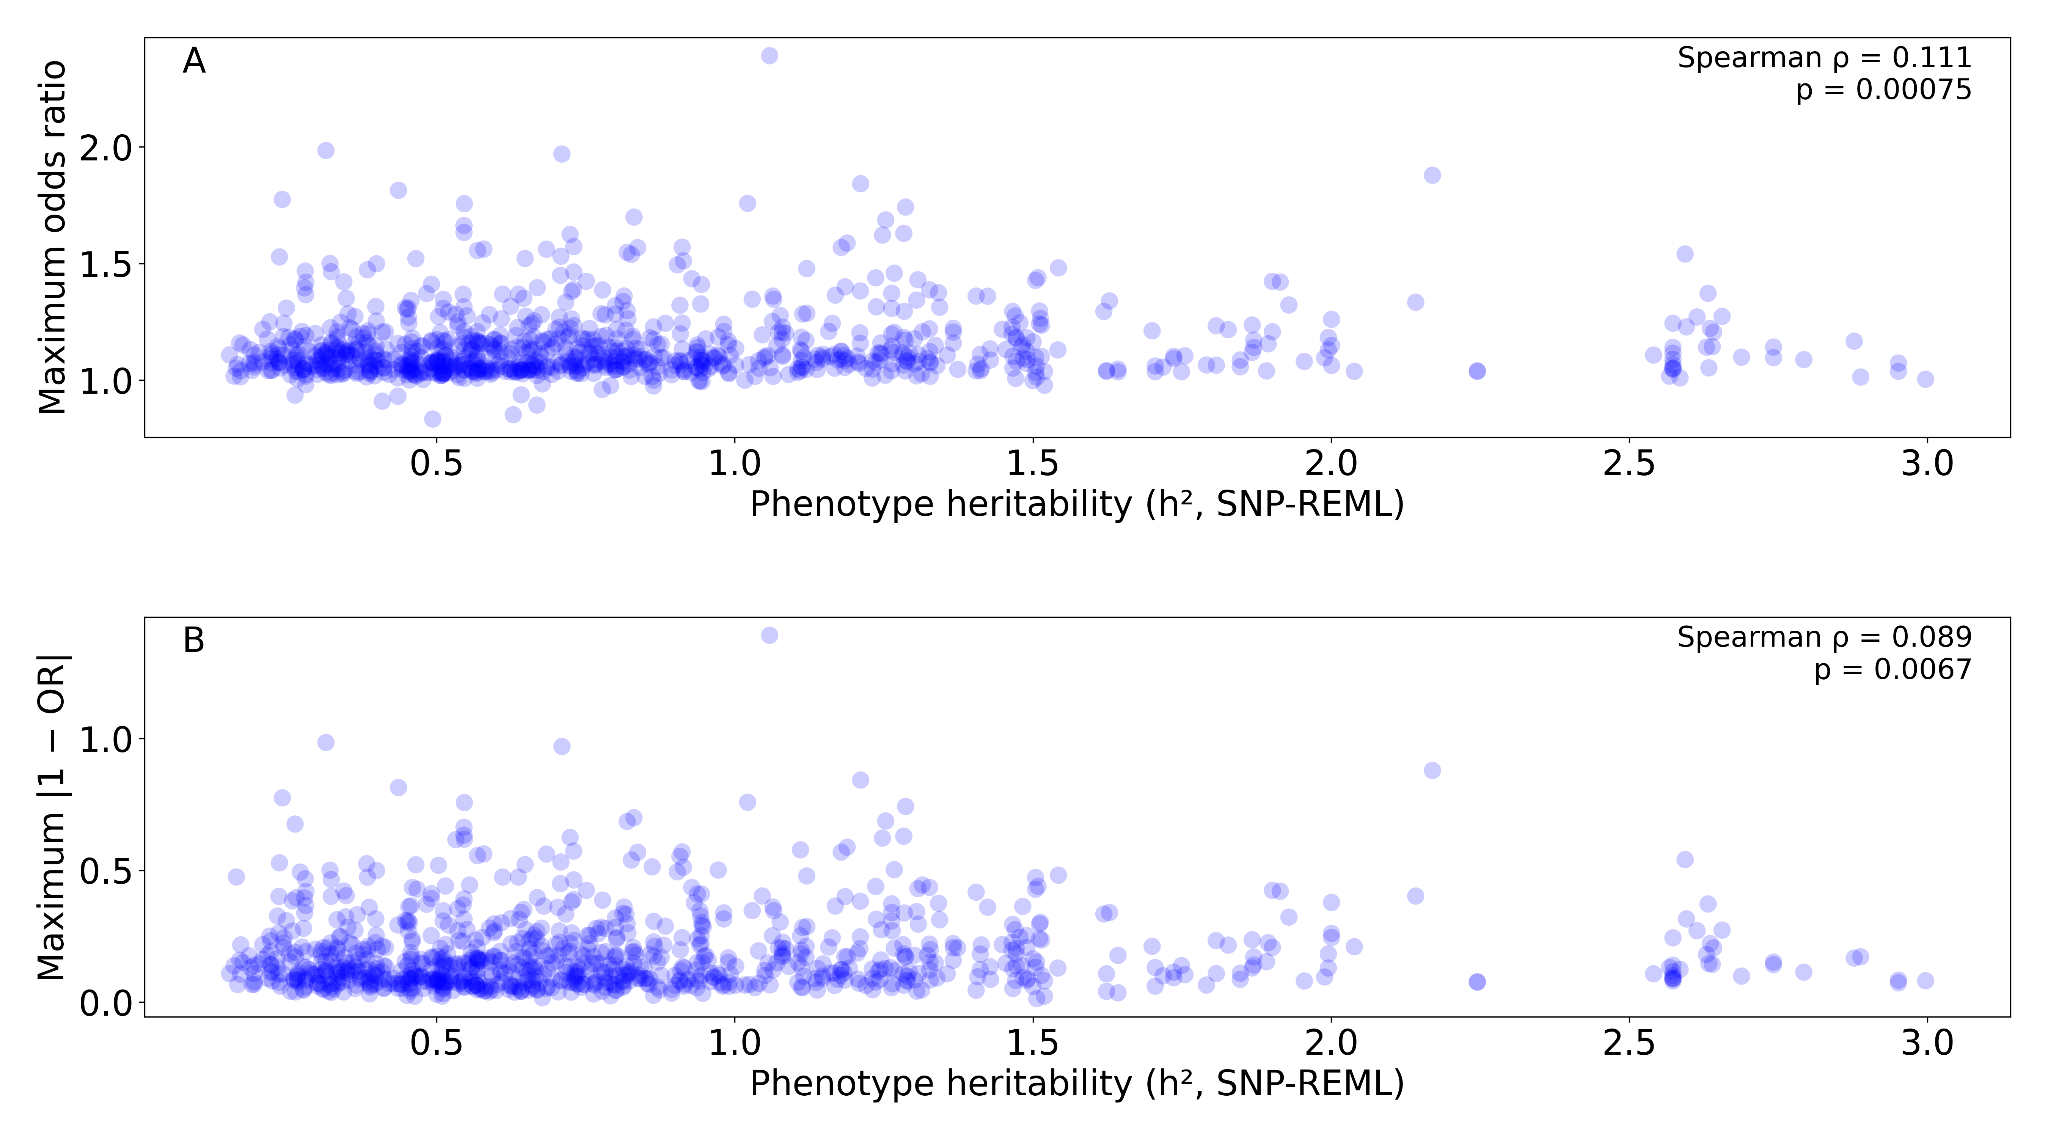 A
Spearman ρ = 0.111
p = 0.00075
Maximum odds ratio
2.0
1.5
1.0
0.5 1.0 1.5 2.0 2.5 3.0
Phenotype heritability (h², SNP-REML)
B
Spearman ρ = 0.089
p = 0.0067
Maximum |1 − OR|
1.0
0.5
0.0
0.5 1.0 1.5 2.0 2.5 3.0
Phenotype heritability (h², SNP-REML)